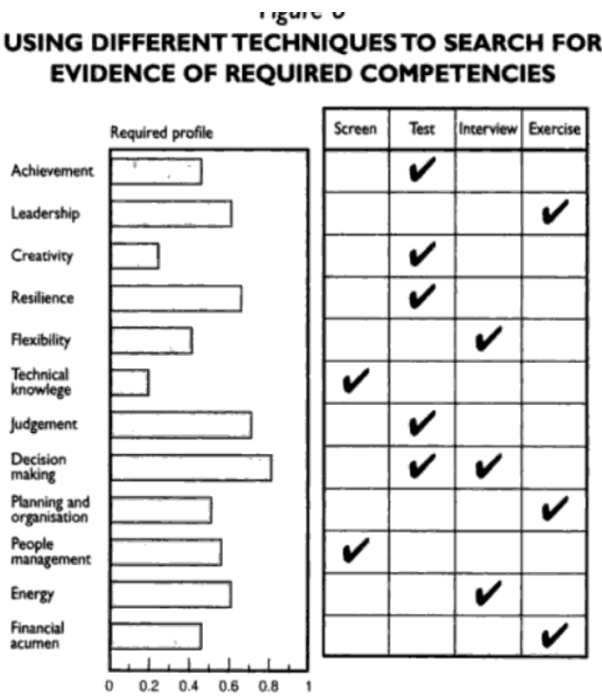 Figure 6
USING DIFFERENT TECHNIQUES TO SEARCH FOR
EVIDENCE OF REQUIRED COMPETENCIES
Required profile
Screen Test Interview Exercise
Achievement
Leadership
Creativity
Resilience
Flexibility
Technical
knowlege
Judgement
Decision
making
Planning and
organisation
People
management
Energy
Financial
acumen
0 0.2 0.4 0.6 0.8 1